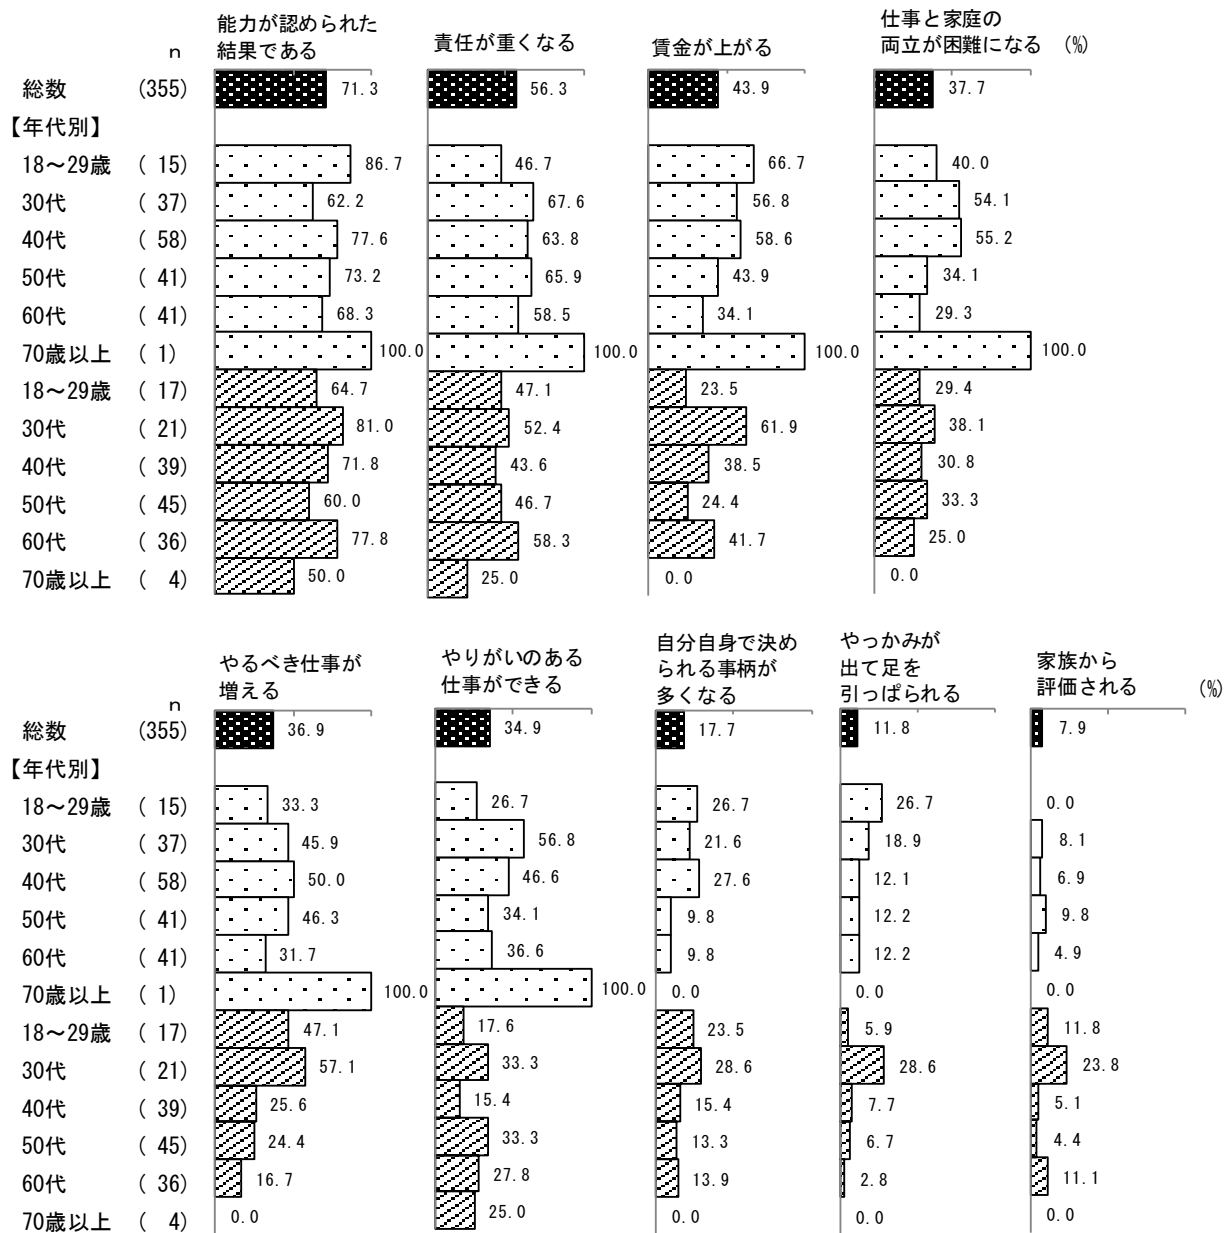 能力が認められた
結果である
責任が重くなる
賃金が上がる
仕事と家庭の
両立が困難になる (%)
n
総数 (355) 71.3 56.3 43.9 37.7
【年代別】
18～29歳 ( 15) 86.7 46.7 66.7 40.0
30代 ( 37) 62.2 67.6 56.8 54.1
40代 ( 58) 77.6 63.8 58.6 55.2
50代 ( 41) 73.2 65.9 43.9 34.1
60代 ( 41) 68.3 58.5 34.1 29.3
70歳以上 ( 1) 100.0 100.0 100.0 100.0
18～29歳 ( 17) 64.7 47.1 23.5 29.4
30代 ( 21) 81.0 52.4 61.9 38.1
40代 ( 39) 71.8 43.6 38.5 30.8
50代 ( 45) 60.0 46.7 24.4 33.3
60代 ( 36) 77.8 58.3 41.7 25.0
70歳以上 ( 4) 50.0 25.0 0.0 0.0
やるべき仕事が
増える
やりがいのある
仕事ができる
自分自身で決め
られる事柄が
多くなる
やっかみが
出て足を
引っぱられる
家族から
評価される (%)
n
総数 (355) 36.9 34.9 17.7 11.8 7.9
【年代別】
18～29歳 ( 15) 33.3 26.7 26.7 26.7 0.0
30代 ( 37) 45.9 56.8 21.6 18.9 8.1
40代 ( 58) 50.0 46.6 27.6 12.1 6.9
50代 ( 41) 46.3 34.1 9.8 12.2 9.8
60代 ( 41) 31.7 36.6 9.8 12.2 4.9
70歳以上 ( 1) 100.0 100.0 0.0 0.0 0.0
18～29歳 ( 17) 47.1 17.6 23.5 5.9 11.8
30代 ( 21) 57.1 33.3 28.6 28.6 23.8
40代 ( 39) 25.6 15.4 15.4 7.7 5.1
50代 ( 45) 24.4 33.3 13.3 6.7 4.4
60代 ( 36) 16.7 27.8 13.9 2.8 11.1
70歳以上 ( 4) 0.0 25.0 0.0 0.0 0.0